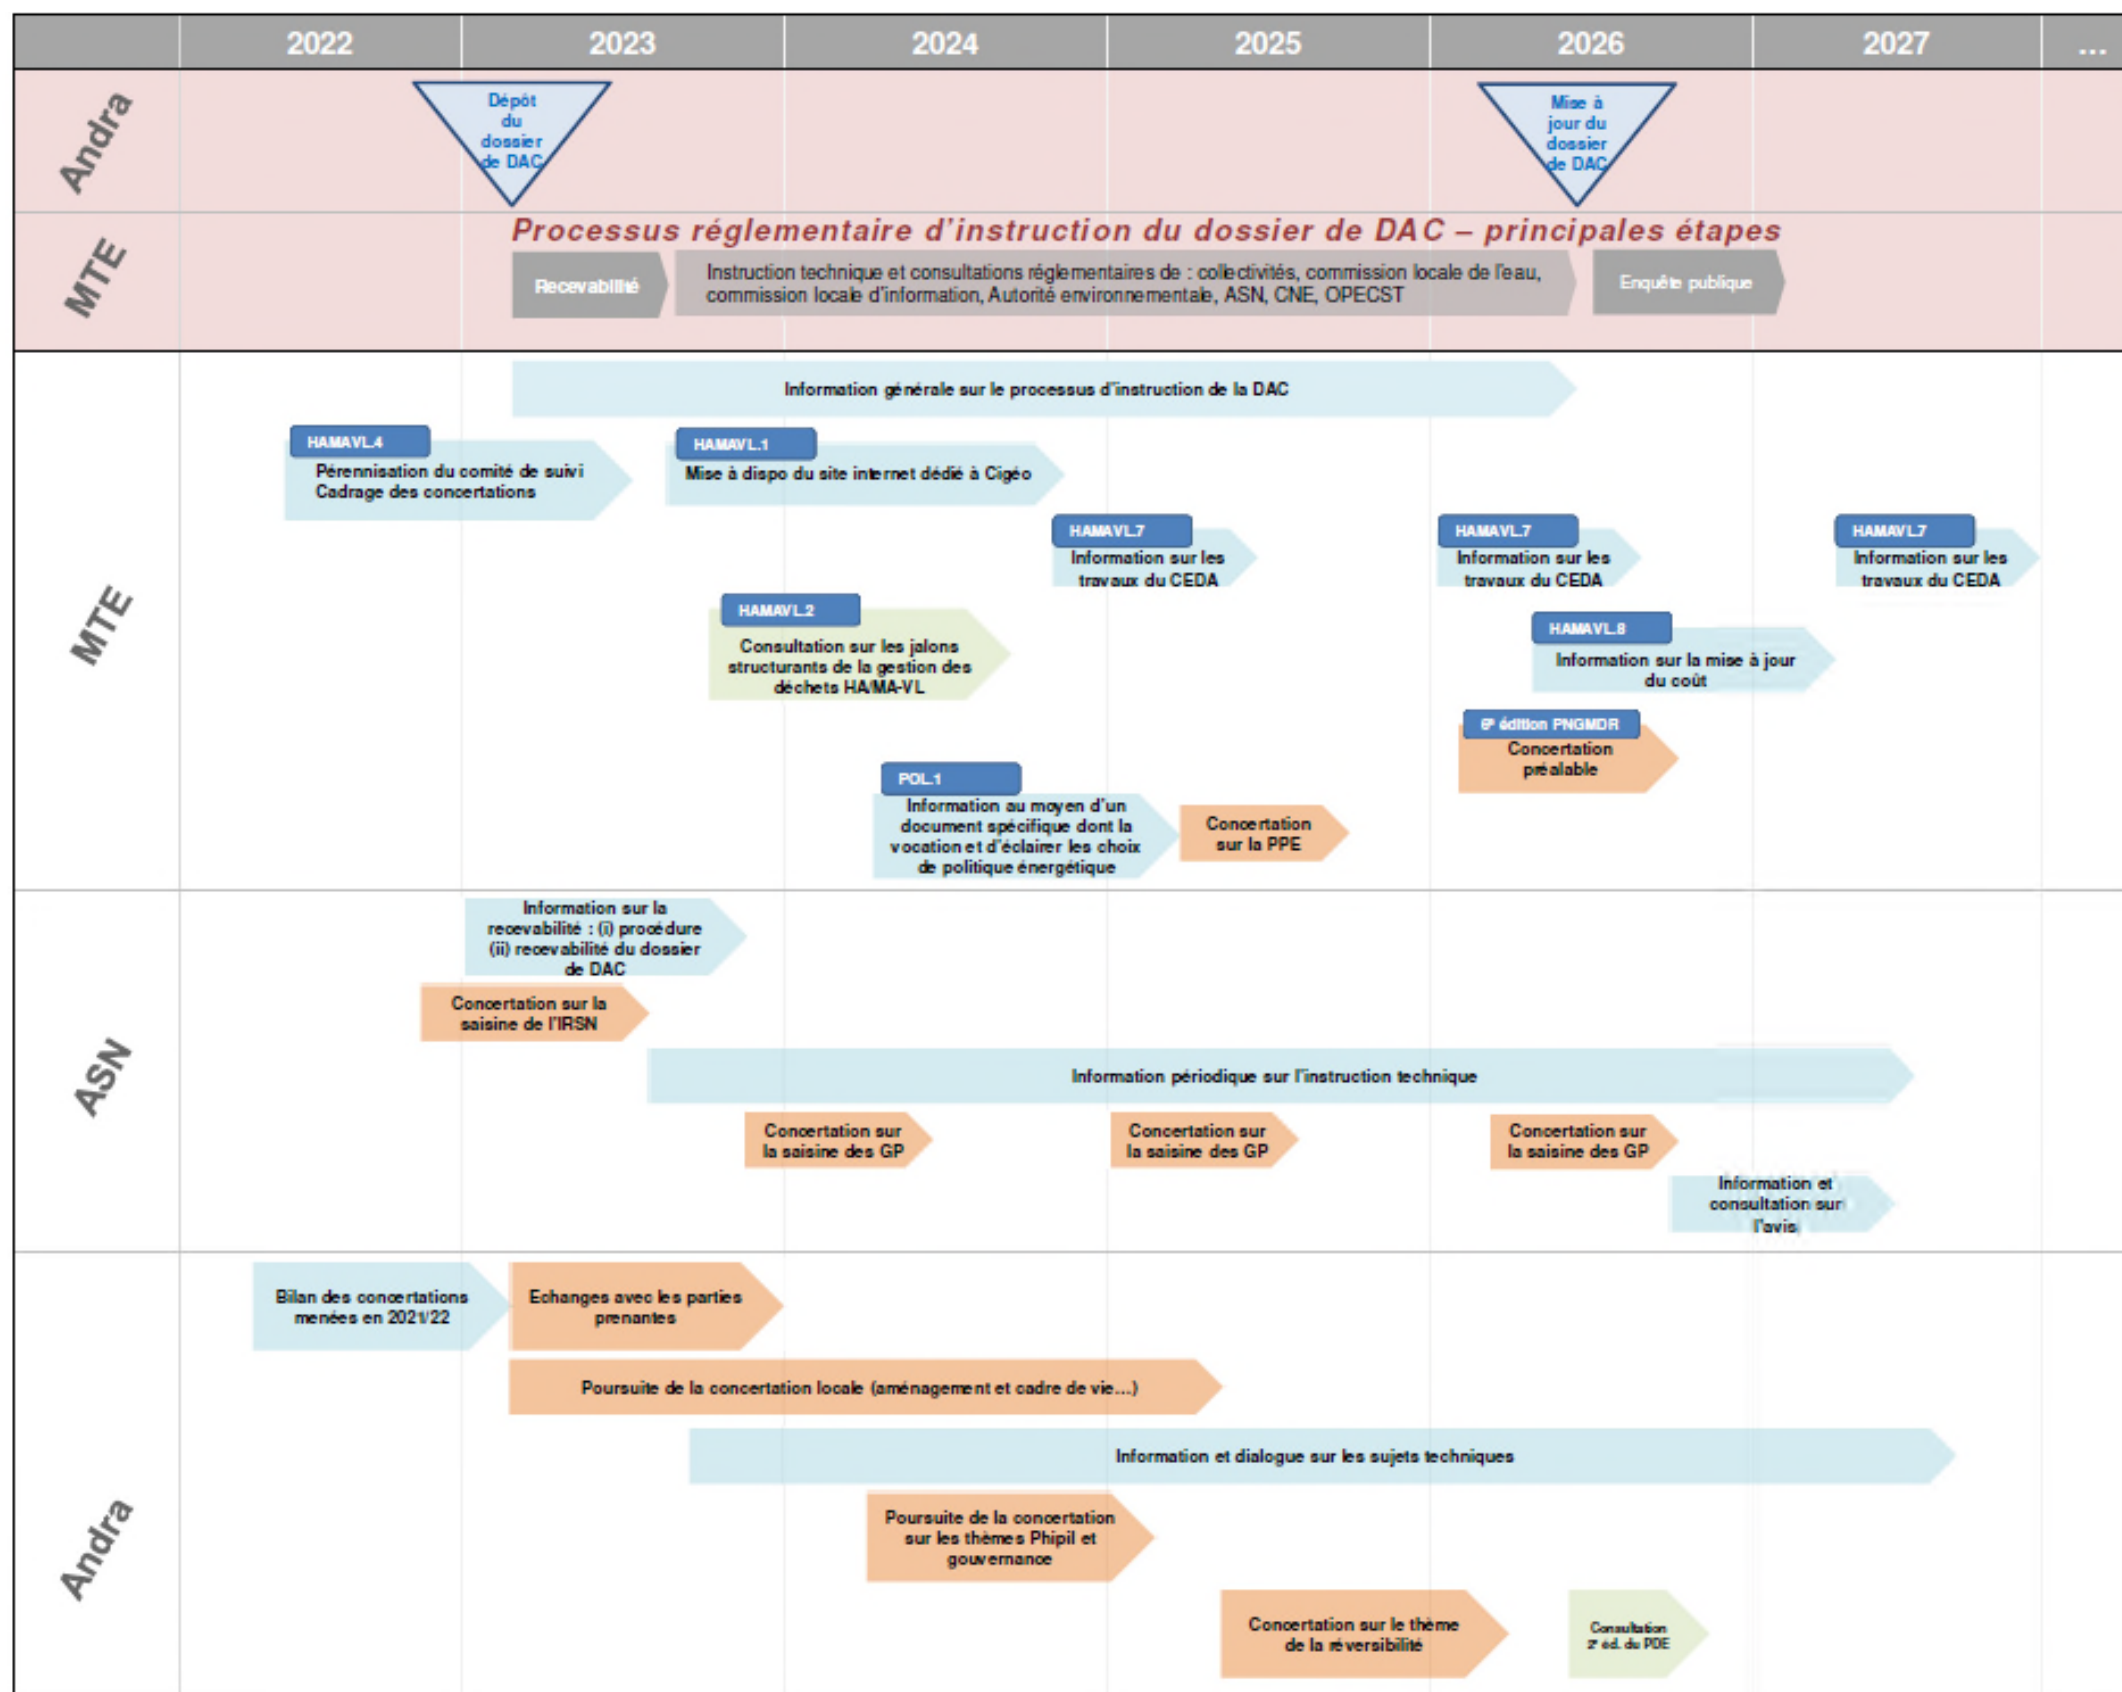 2022 2023 2024 2025 2026 2027 ...
Andra
Dépôt
du
dossier
de DAC
Mise à
jour du
dossier
de DAC
MTE
Processus réglementaire d'instruction du dossier de DAC – principales étapes
Recevabilité
Instruction technique et consultations réglementaires de : collectivités, commission locale de l'eau,
commission locale d'information, Autorité environnementale, ASN, CNE, OPECST
Enquête publique
MTE
Information générale sur le processus d'instruction de la DAC
HAMAVL.4
Pérennisation du comité de suivi
Cadrage des concertations
HAMAVL.1
Mise à dispo du site internet dédié à Cigéo
HAMAVL.7
Information sur les
travaux du CEDA
HAMAVL.7
Information sur les
travaux du CEDA
HAMAVL.7
Information sur les
travaux du CEDA
HAMAVL.2
Consultation sur les jalons
structurants de la gestion des
déchets HA/MA-VL
HAMAVL.8
Information sur la mise à jour
du coût
6e édition PNGMDR
Concertation
préalable
POL.1
Information au moyen d'un
document spécifique dont la
vocation et d'éclairer les choix
de politique énergétique
Concertation
sur la PPE
ASN
Information sur la
recevabilité : (i) procédure
(ii) recevabilité du dossier
de DAC
Concertation sur la
saisine de l'IRSN
Information périodique sur l'instruction technique
Concertation sur
la saisine des GP
Concertation sur
la saisine des GP
Concertation sur
la saisine des GP
Information et
consultation sur
l'avis
Andra
Bilan des concertations
menées en 2021/22
Echanges avec les parties
prenantes
Poursuite de la concertation locale (aménagement et cadre de vie...)
Information et dialogue sur les sujets techniques
Poursuite de la concertation
sur les thèmes Phipil et
gouvernance
Concertation sur le thème
de la réversibilité
Consultation
2e éd. du PDE